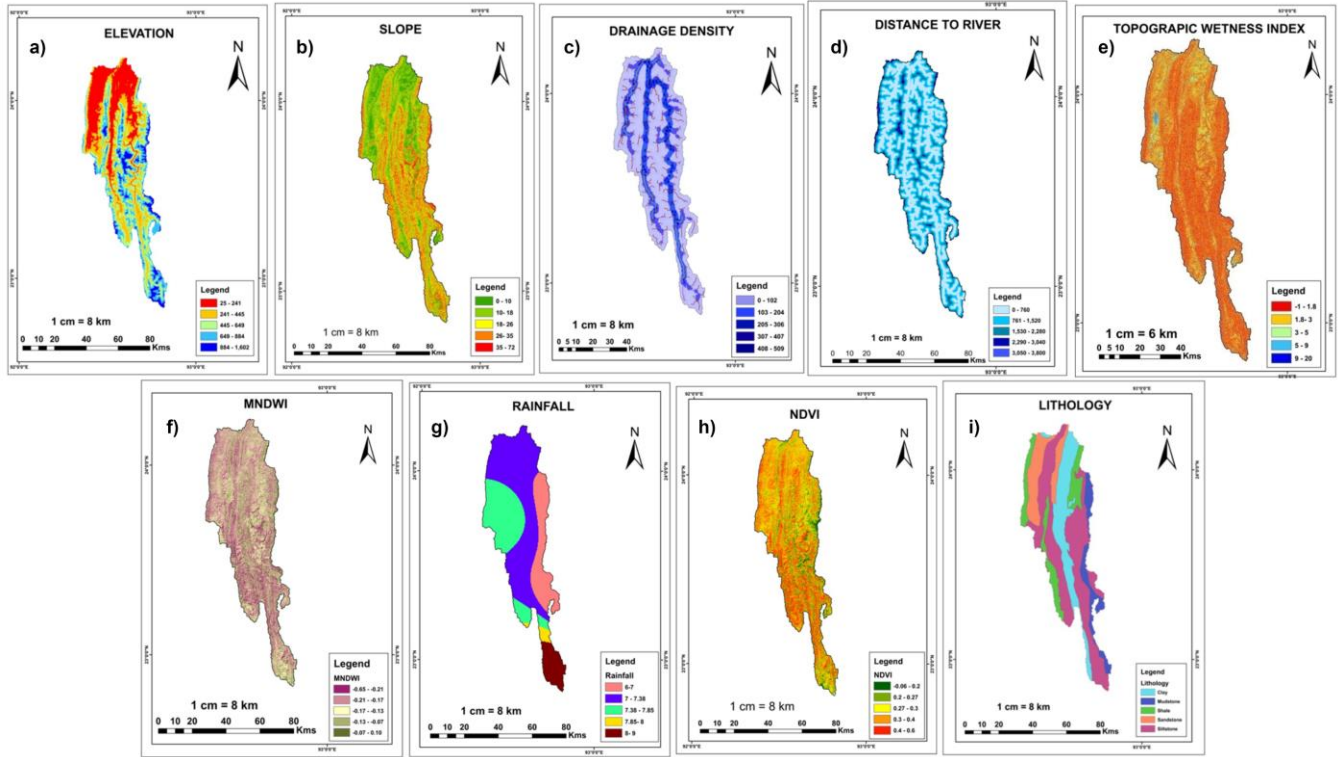 a)
ELEVATION
N
Legend
25 - 241
241 - 445
445 - 649
649 - 884
884 - 1,602
1 cm = 8 km
0 10 20 40 60 80
Kms
b)
SLOPE
N
Legend
0 - 10
10- 18
18- 26
26- 35
35- 72
1 cm = 8 km
0 10 20 40 60 80
Kms
c)
DRAINAGE DENSITY
N
Legend
0 - 102
103 - 204
205 - 306
307 - 407
408 - 509
1 cm = 8 km
0 5 10 20 30 40
Kms
d)
DISTANCE TO RIVER
N
Legend
0 - 760
761 - 1,520
1,530 - 2,280
2,290 - 3,040
3,050 - 3,800
1 cm = 8 km
0 10 20 40 60 80
Kms
e)
TOPOGRAPIC WETNESS INDEX
N
Legend
-1 - 1.8
1.8- 3
3 - 5
5 - 9
9 - 20
1 cm = 6 km
0 5 10 20 30 40
Kms
f)
MNDWI
N
Legend
MNDWI
-0.65 - -0.21
-0.21 - -0.17
-0.17 - -0.13
-0.13 - -0.07
-0.07 - 0.10
1 cm = 8 km
0 10 20 40 60 80
Kms
g)
RAINFALL
N
Legend
Rainfall
6-7
7 - 7.38
7.38 - 7.85
7.85- 8
8- 9
1 cm = 8 km
0 10 20 40 60 80
Kms
h)
NDVI
N
Legend
NDVI
-0.06 - 0.2
0.2 - 0.27
0.27 - 0.3
0.3 - 0.4
0.4 - 0.6
1 cm = 8 km
0 10 20 40 60 80
Kms
i)
LITHOLOGY
N
Legend
Lithology
Clay
Mudstone
Shale
Sandstone
Siltstone
1 cm = 8 km
0 10 20 40 60 80
Kms